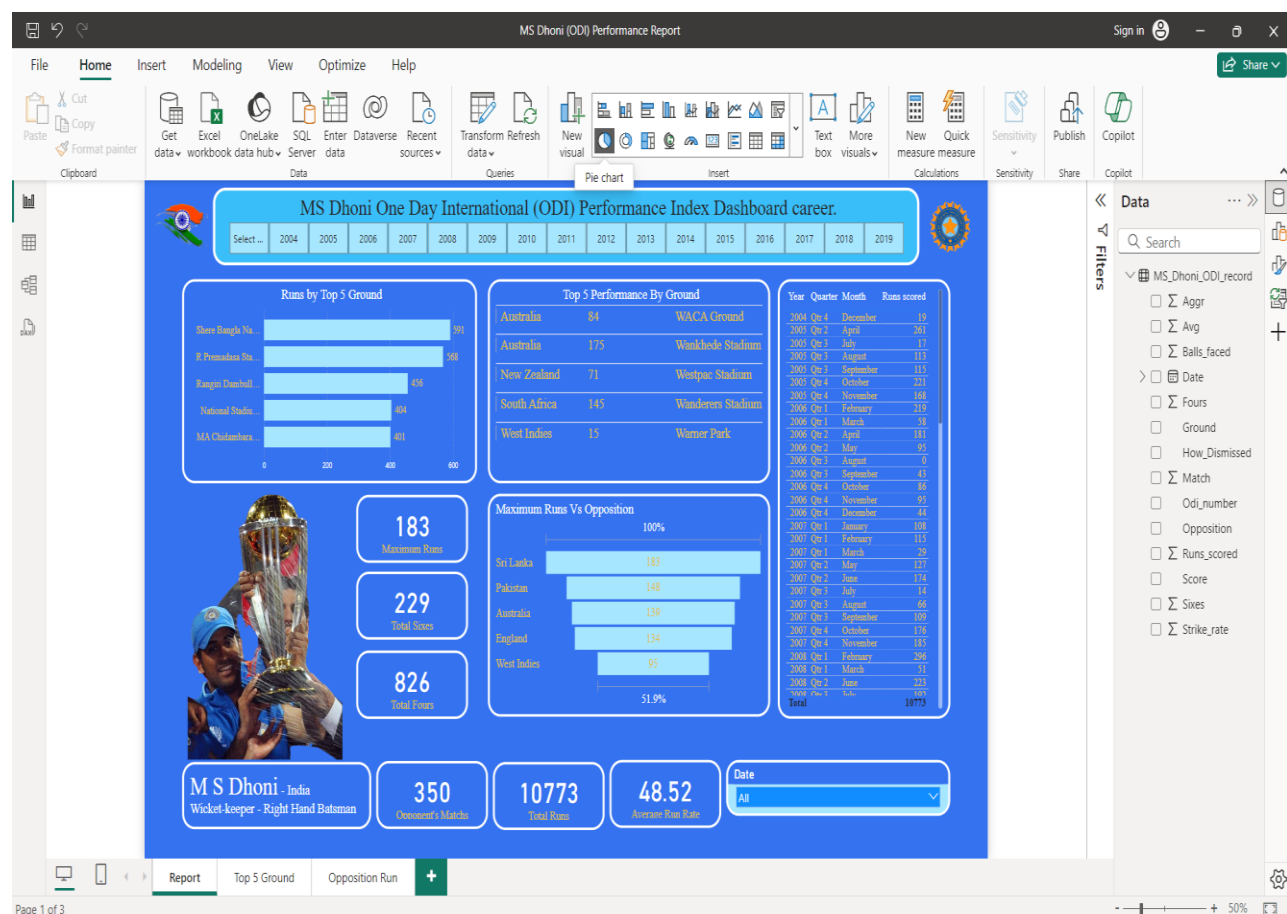 MS Dhoni (ODI) Performance Report
Sign in
File Home Insert Modeling View Optimize Help
Share
Paste
Cut
Copy
Format painter
Clipboard
Get data
Excel workbook
OneLake data hub
SQL Server
Enter data
Dataverse
Recent sources
Data
Transform data
Refresh
Queries
New visual
Text box
More visuals
Insert
New measure
Quick measure
Calculations
Sensitivity
Sensitivity
Publish
Share
Copilot
Copilot
Pie chart
MS Dhoni One Day International (ODI) Performance Index Dashboard career.
Select ... 2004 2005 2006 2007 2008 2009 2010 2011 2012 2013 2014 2015 2016 2017 2018 2019
Runs by Top 5 Ground
Shere Bangla Na... 591
R Premadasa Sta... 568
Rangiri Dambull... 456
National Stadiu... 404
MA Chidambara... 401
0 200 400 600
Top 5 Performance By Ground
Australia 84 WACA Ground
Australia 175 Wankhede Stadium
New Zealand 71 Westpac Stadium
South Africa 145 Wanderers Stadium
West Indies 15 Warner Park
Year Quarter Month Runs scored
2004 Qtr 4 December 19
2005 Qtr 2 April 261
2005 Qtr 3 July 17
2005 Qtr 3 August 113
2005 Qtr 3 September 115
2005 Qtr 4 October 221
2005 Qtr 4 November 168
2006 Qtr 1 February 219
2006 Qtr 1 March 58
2006 Qtr 2 April 181
2006 Qtr 2 May 95
2006 Qtr 3 August 0
2006 Qtr 3 September 43
2006 Qtr 4 October 86
2006 Qtr 4 November 95
2006 Qtr 4 December 44
2007 Qtr 1 January 108
2007 Qtr 1 February 115
2007 Qtr 1 March 29
2007 Qtr 2 May 127
2007 Qtr 2 June 174
2007 Qtr 3 July 14
2007 Qtr 3 August 66
2007 Qtr 3 September 109
2007 Qtr 4 October 176
2007 Qtr 4 November 185
2008 Qtr 1 February 296
2008 Qtr 1 March 51
2008 Qtr 2 June 223
2008 Qtr 3 July 192
Total 10773
183
Maximum Runs
229
Total Sixes
826
Total Fours
Maximum Runs Vs Opposition
100%
Sri Lanka 183
Pakistan 148
Australia 139
England 134
West Indies 95
51.9%
M S Dhoni - India
Wicket-keeper - Right Hand Batsman
350
Opponent's Matchs
10773
Total Runs
48.52
Average Run Rate
Date
All
Filters
Data
Search
MS_Dhoni_ODI_record
Aggr
Avg
Balls_faced
Date
Fours
Ground
How_Dismissed
Match
Odi_number
Opposition
Runs_scored
Score
Sixes
Strike_rate
Report Top 5 Ground Opposition Run
Page 1 of 3
50%